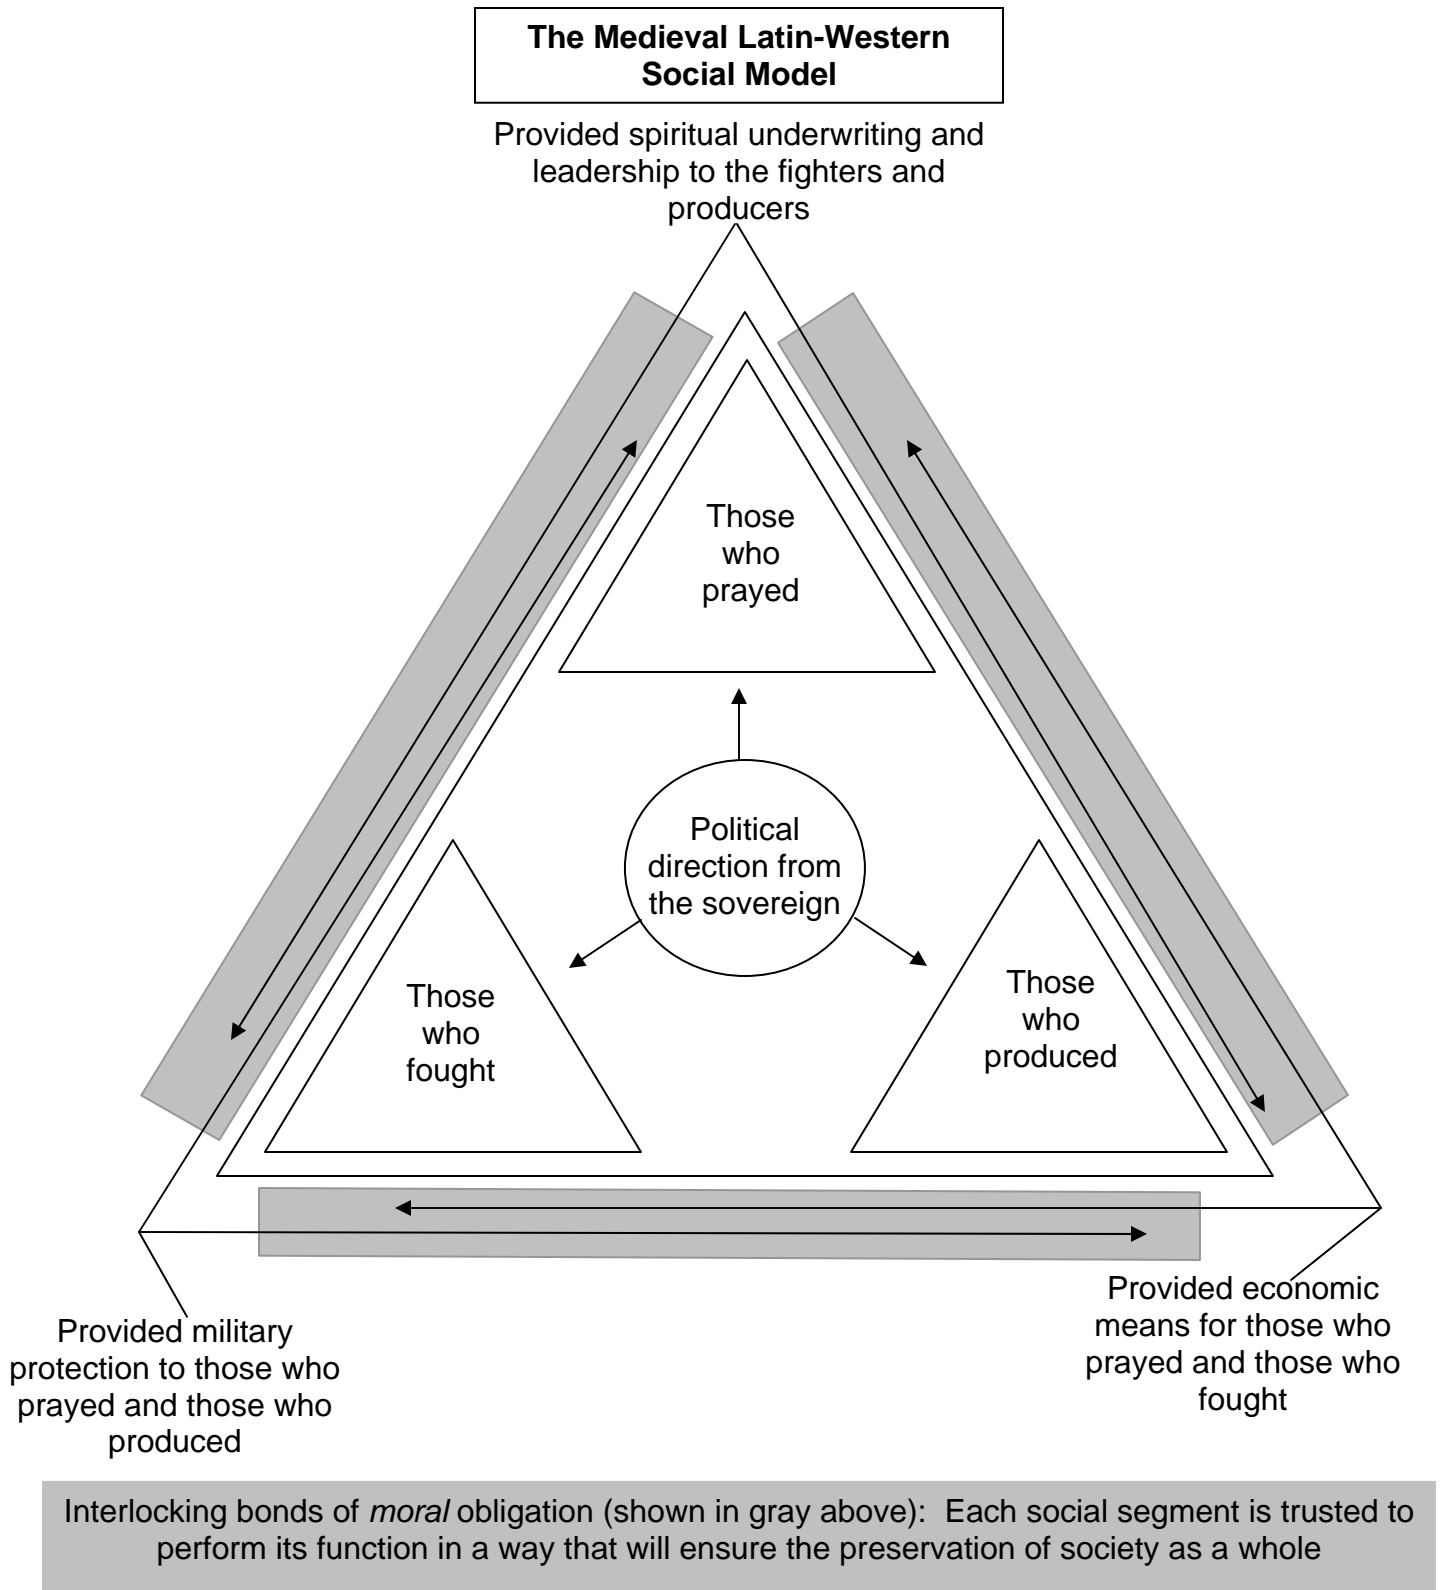 The Medieval Latin-Western
Social Model
Provided spiritual underwriting and
leadership to the fighters and
producers
Those
who
prayed
Political
direction from
the sovereign
Those
who
fought
Those
who
produced
Provided military
protection to those who
prayed and those who
produced
Provided economic
means for those who
prayed and those who
fought
Interlocking bonds of moral obligation (shown in gray above):  Each social segment is trusted to
perform its function in a way that will ensure the preservation of society as a whole